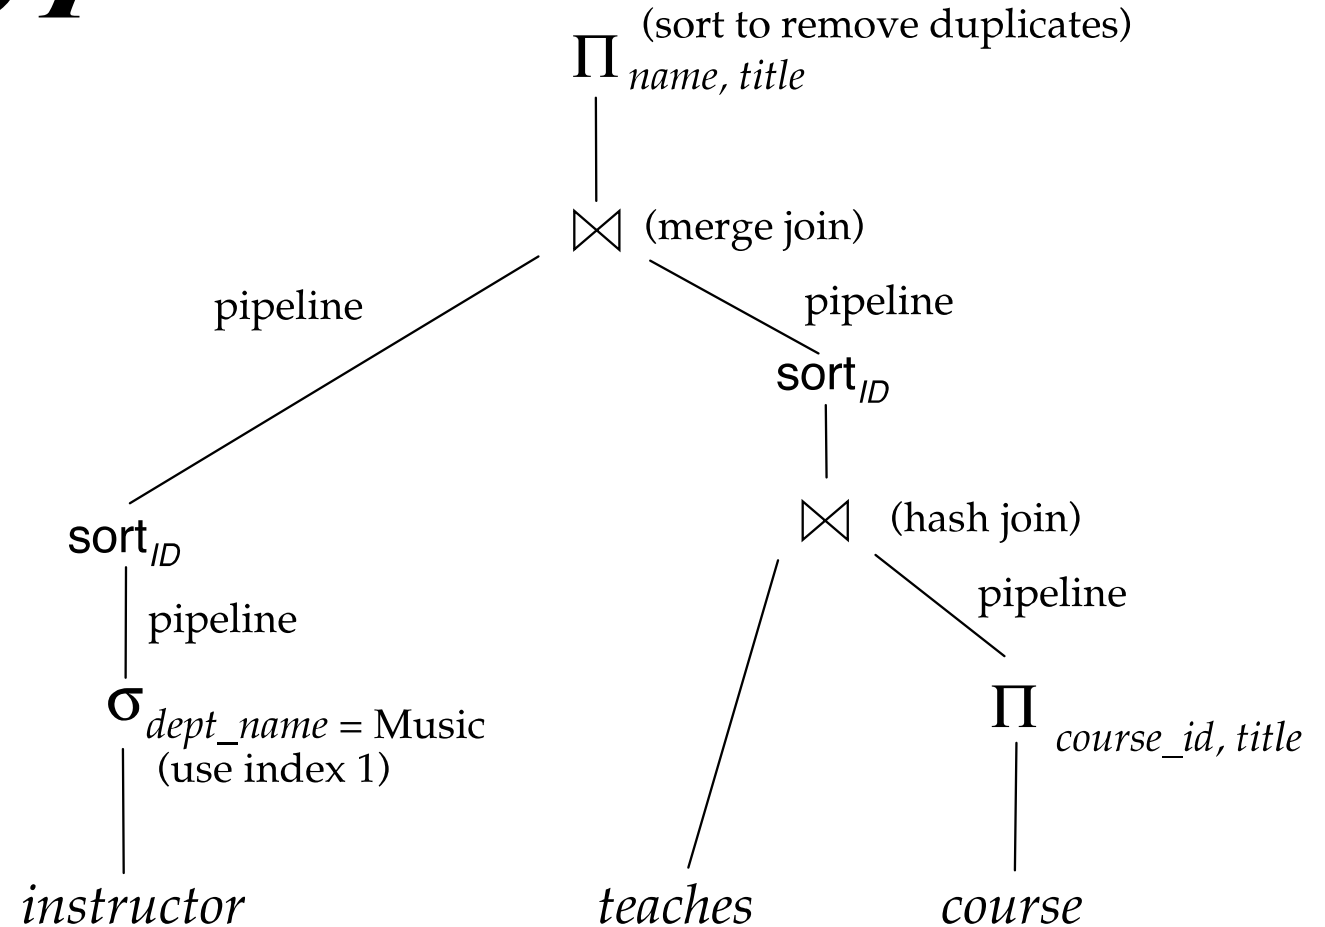 (sort to remove duplicates)
Π name, title
⋈ (merge join)
pipeline
pipeline
sort ID
⋈ (hash join)
sort ID
pipeline
pipeline
σ dept_name = Music
(use index 1)
Π course_id, title
instructor
teaches
course